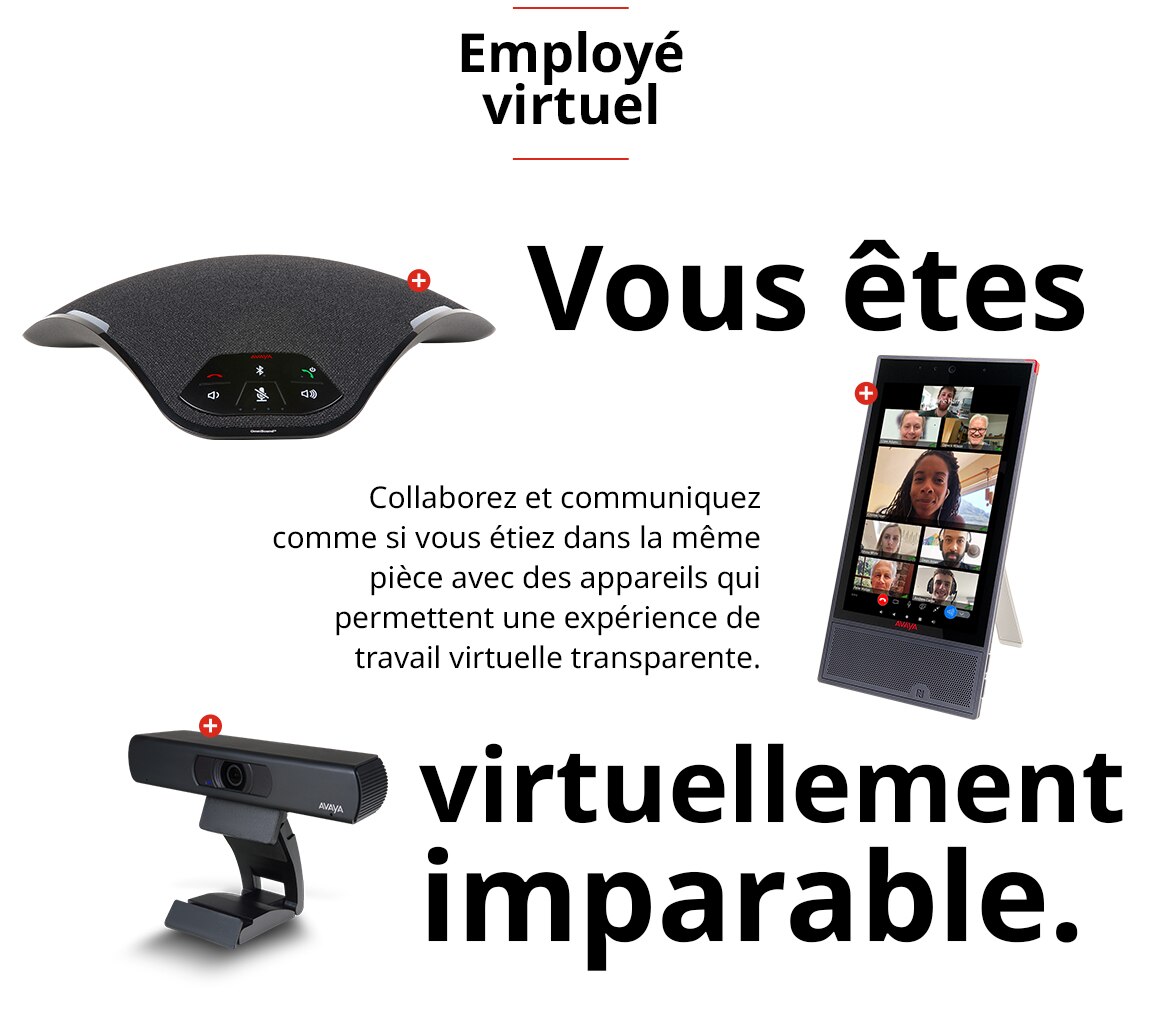 Employé
virtuel
Vous êtes
AVAYA
OmniSound™
Collaborez et communiquez
comme si vous étiez dans la même
pièce avec des appareils qui
permettent une expérience de
travail virtuelle transparente.
AVAYA
AVAYA
virtuellement
imparable.